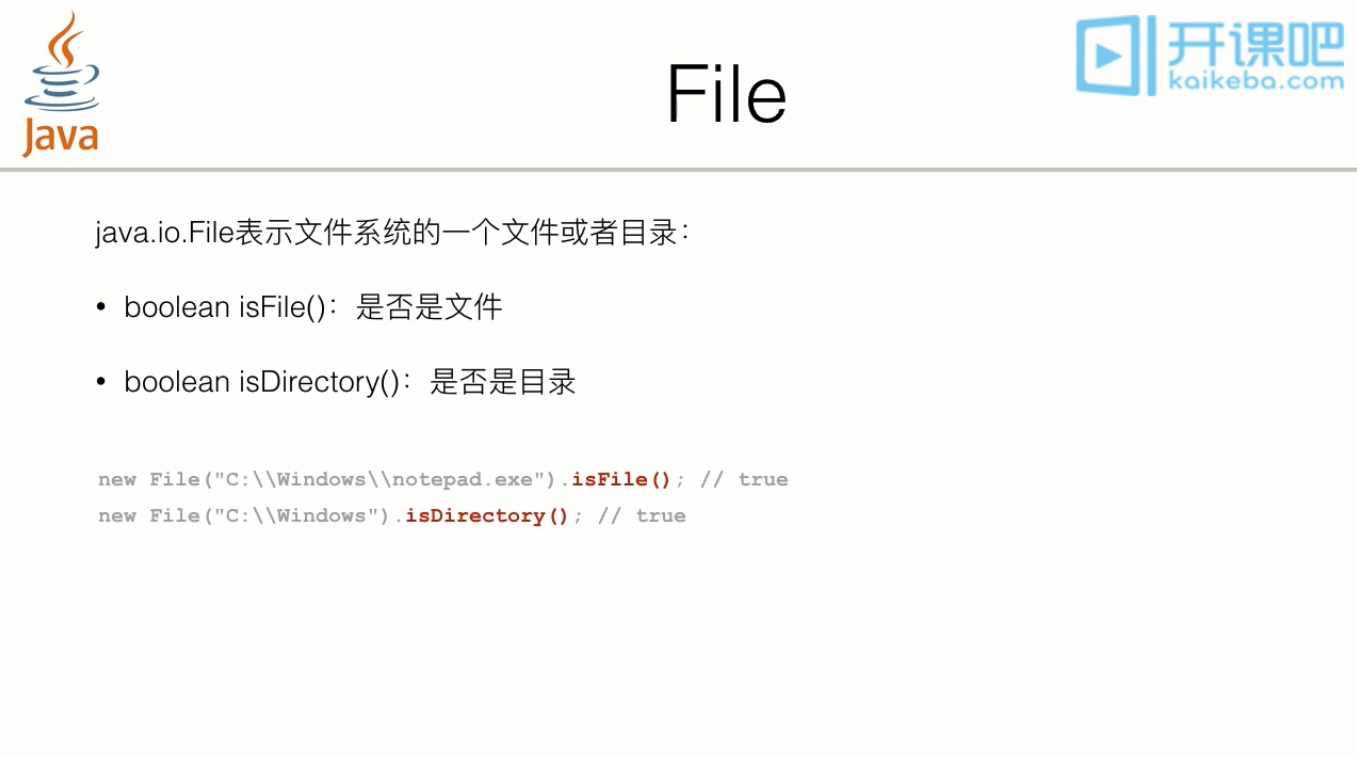 Java
File
开课吧
kaikeba.com
java.io.File表示文件系统的一个文件或者目录：
• boolean isFile()：是否是文件
• boolean isDirectory()：是否是目录
new File("C:\\Windows\\notepad.exe").isFile(); // true
new File("C:\\Windows").isDirectory(); // true